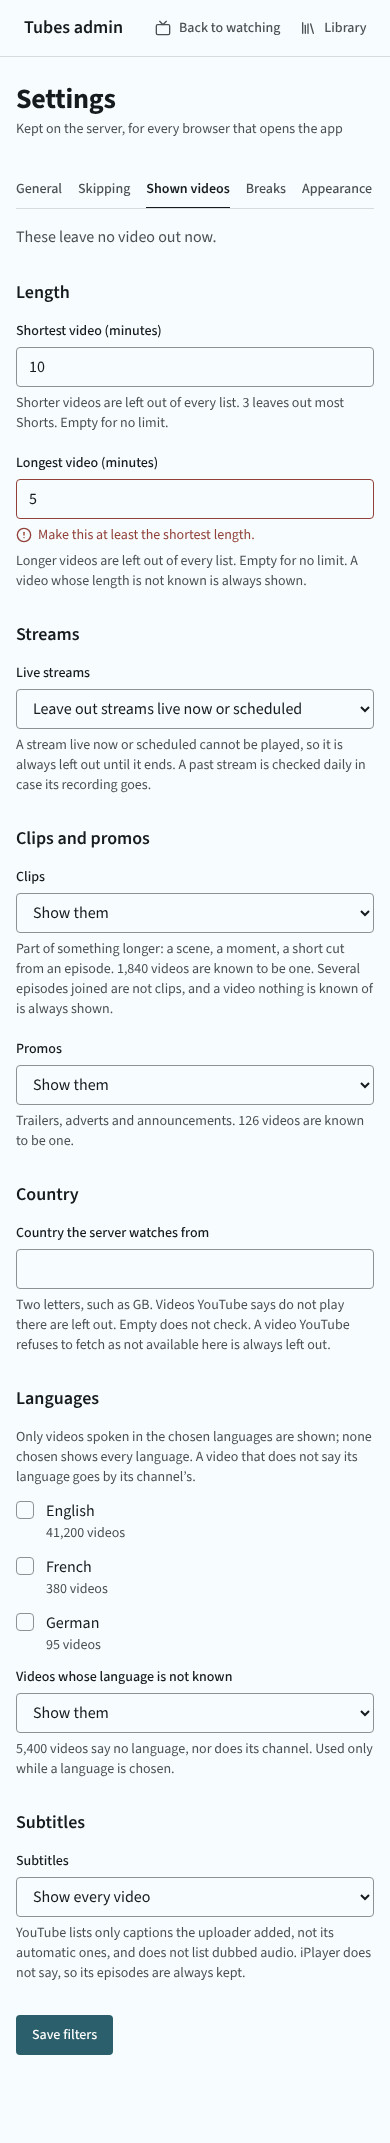 Tubes admin
Back to watching
Library
Settings
Kept on the server, for every browser that opens the app
General
Skipping
Shown videos
Breaks
Appearance
These leave no video out now.
Length
Shortest video (minutes)
10
Shorter videos are left out of every list. 3 leaves out most
Shorts. Empty for no limit.
Longest video (minutes)
5
Make this at least the shortest length.
Longer videos are left out of every list. Empty for no limit. A
video whose length is not known is always shown.
Streams
Live streams
Leave out streams live now or scheduled
A stream live now or scheduled cannot be played, so it is
always left out until it ends. A past stream is checked daily in
case its recording goes.
Clips and promos
Clips
Show them
Part of something longer: a scene, a moment, a short cut
from an episode. 1,840 videos are known to be one. Several
episodes joined are not clips, and a video nothing is known of
is always shown.
Promos
Show them
Trailers, adverts and announcements. 126 videos are known
to be one.
Country
Country the server watches from
Two letters, such as GB. Videos YouTube says do not play
there are left out. Empty does not check. A video YouTube
refuses to fetch as not available here is always left out.
Languages
Only videos spoken in the chosen languages are shown; none
chosen shows every language. A video that does not say its
language goes by its channel’s.
English
41,200 videos
French
380 videos
German
95 videos
Videos whose language is not known
Show them
5,400 videos say no language, nor does its channel. Used only
while a language is chosen.
Subtitles
Subtitles
Show every video
YouTube lists only captions the uploader added, not its
automatic ones, and does not list dubbed audio. iPlayer does
not say, so its episodes are always kept.
Save filters